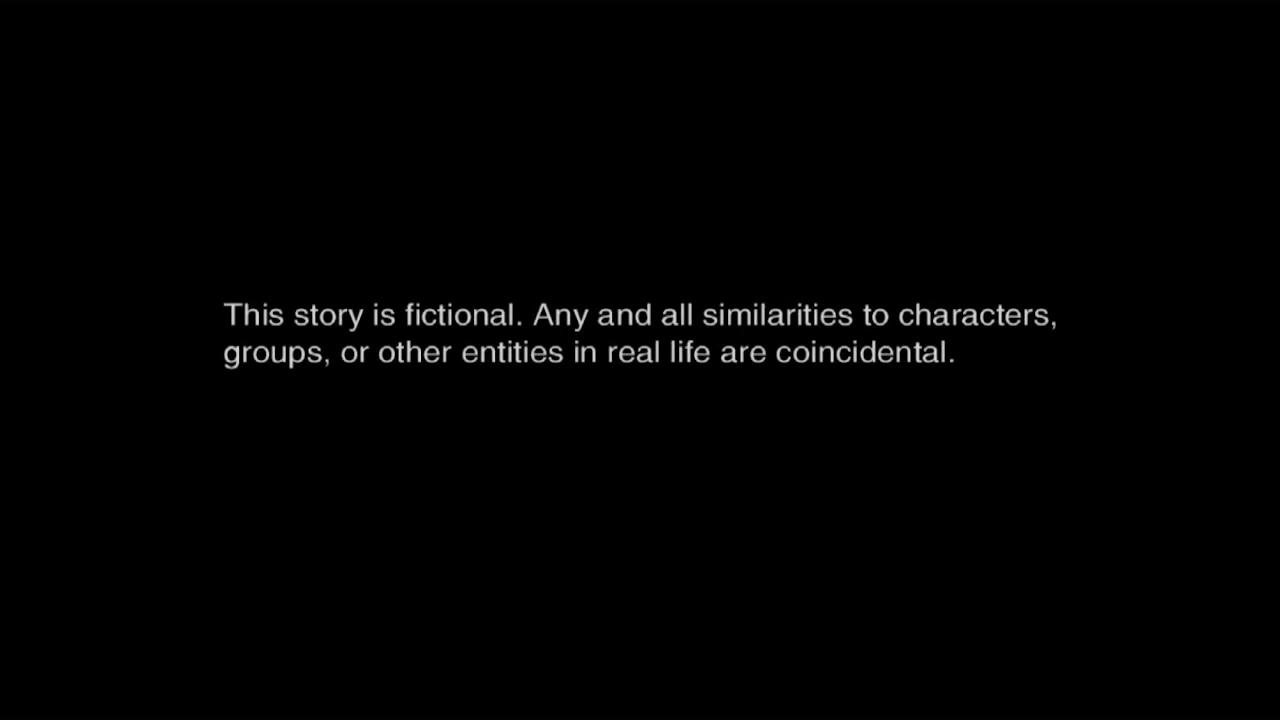 This story is fictional. Any and all similarities to characters,
groups, or other entities in real life are coincidental.